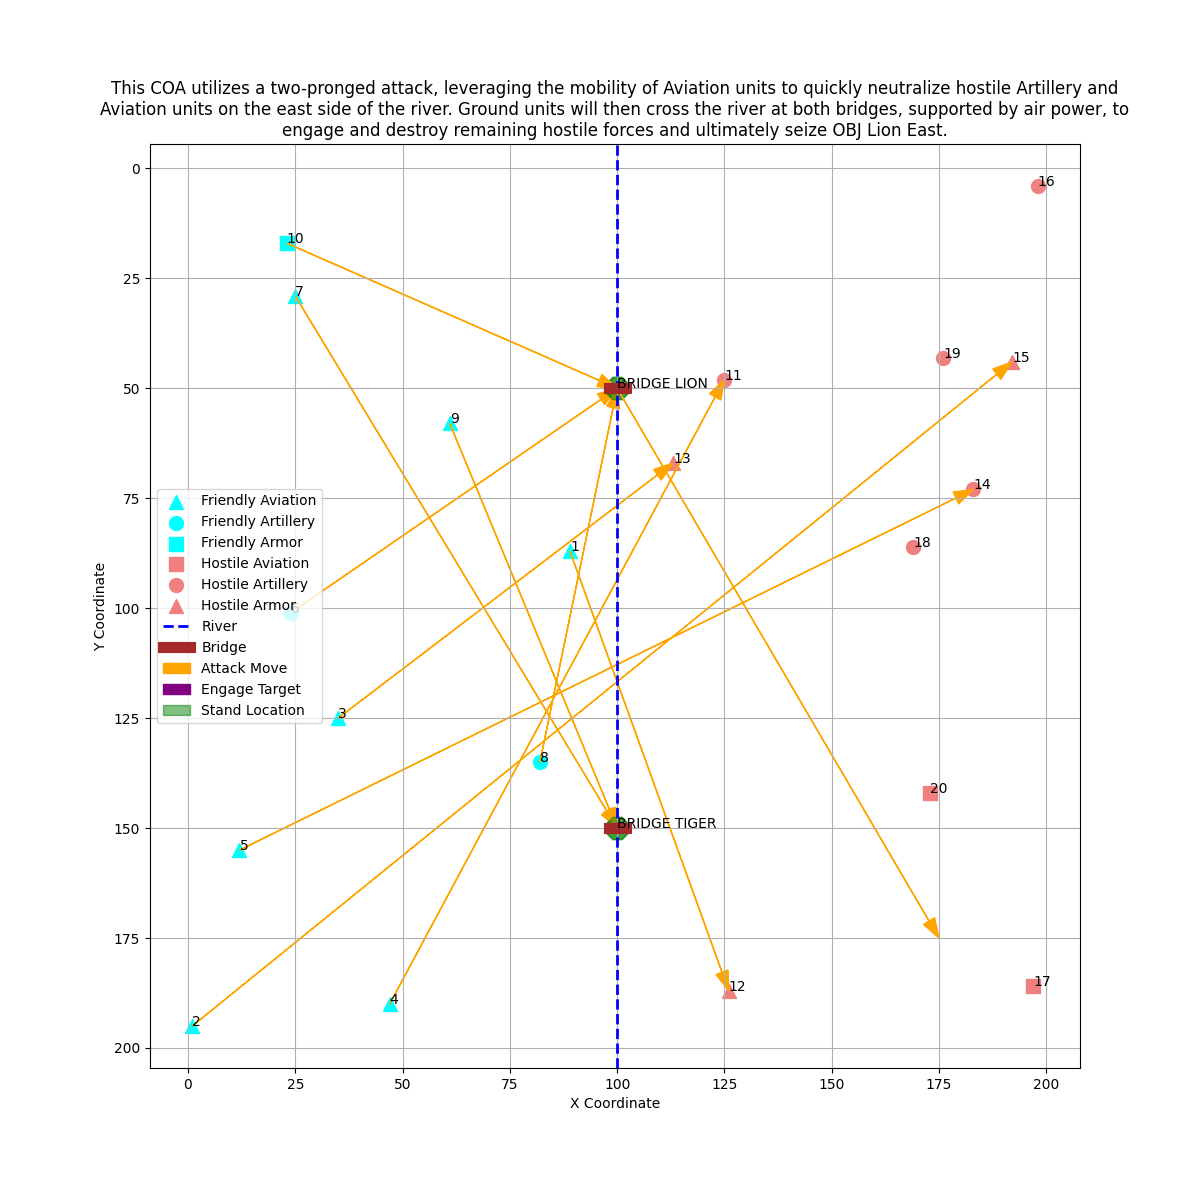 This COA utilizes a two-pronged attack, leveraging the mobility of Aviation units to quickly neutralize hostile Artillery and
Aviation units on the east side of the river. Ground units will then cross the river at both bridges, supported by air power, to
engage and destroy remaining hostile forces and ultimately seize OBJ Lion East.
0
25
50
75
100
125
150
175
200
Y Coordinate
16
10
7
19
15
11
BRIDGE LION
9
13
14
18
1
3
8
20
BRIDGE TIGER
5
12
17
4
2
Friendly Aviation
Friendly Artillery
Friendly Armor
Hostile Aviation
Hostile Artillery
Hostile Armor
River
Bridge
Attack Move
Engage Target
Stand Location
0
25
50
75
100
125
150
175
200
X Coordinate